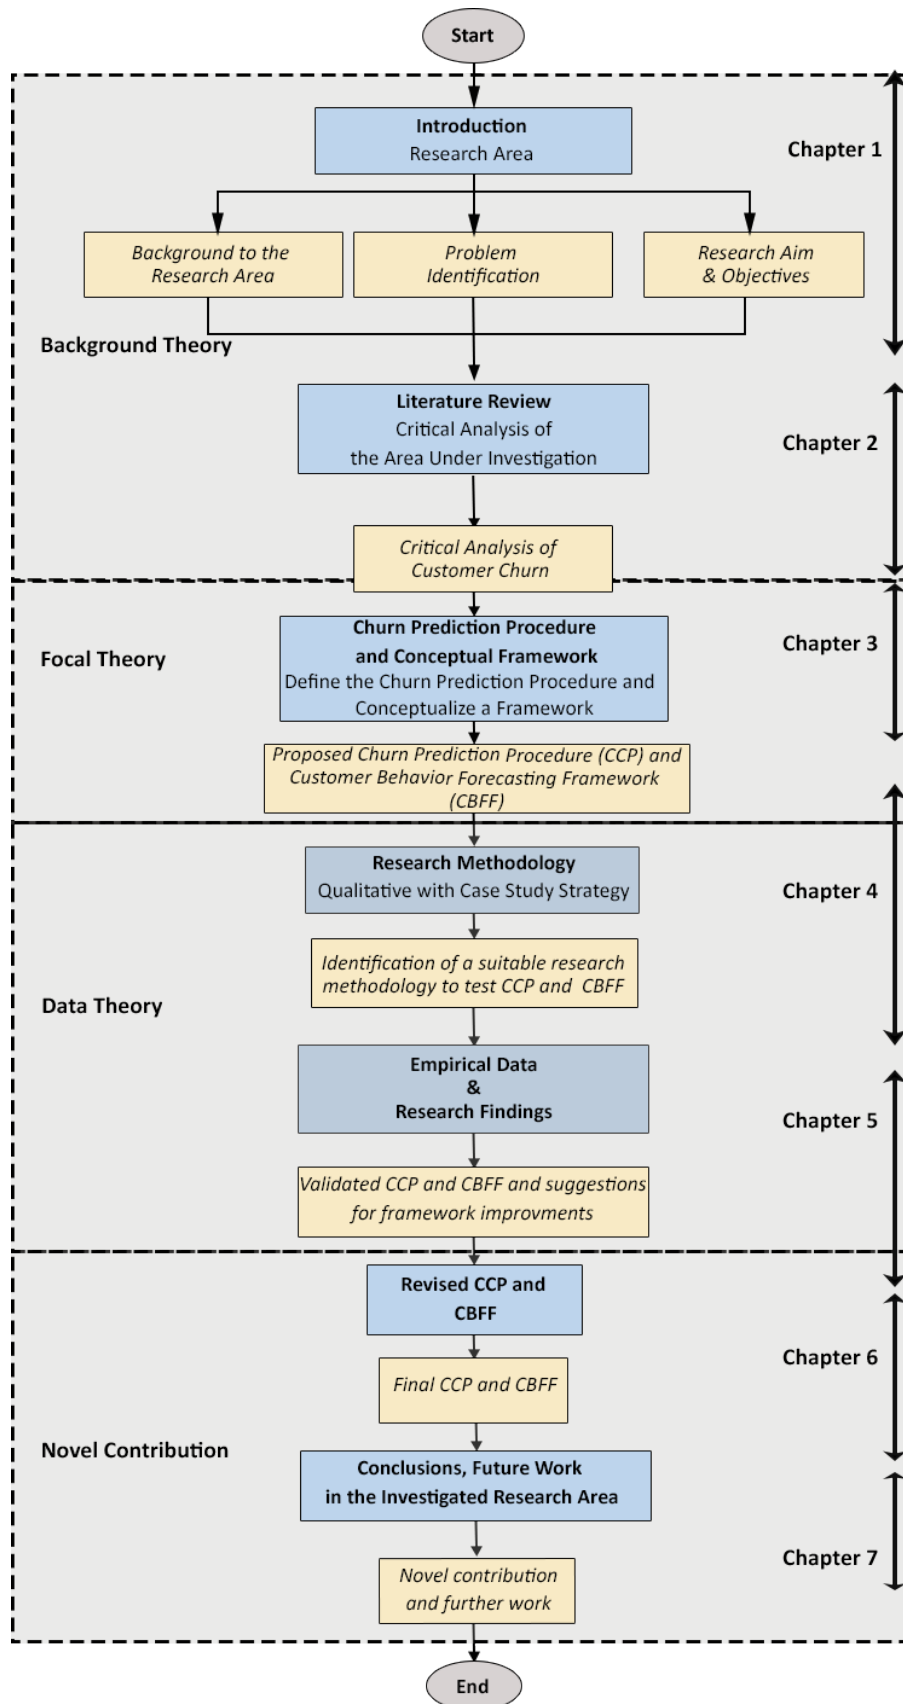 Start
Introduction
Research Area
Chapter 1
Background to the
Research Area
Problem
Identification
Research Aim
& Objectives
Background Theory
Literature Review
Critical Analysis of
the Area Under Investigation
Chapter 2
Critical Analysis of
Customer Churn
Focal Theory
Churn Prediction Procedure
and Conceptual Framework
Define the Churn Prediction Procedure and
Conceptualize a Framework
Chapter 3
Proposed Churn Prediction Procedure (CCP) and
Customer Behavior Forecasting Framework
(CBFF)
Research Methodology
Qualitative with Case Study Strategy
Chapter 4
Identification of a suitable research
methodology to test CCP and CBFF
Data Theory
Empirical Data
&
Research Findings
Chapter 5
Validated CCP and CBFF and suggestions
for framework improvments
Revised CCP and
CBFF
Chapter 6
Final CCP and CBFF
Novel Contribution
Conclusions, Future Work
in the Investigated Research Area
Chapter 7
Novel contribution
and further work
End